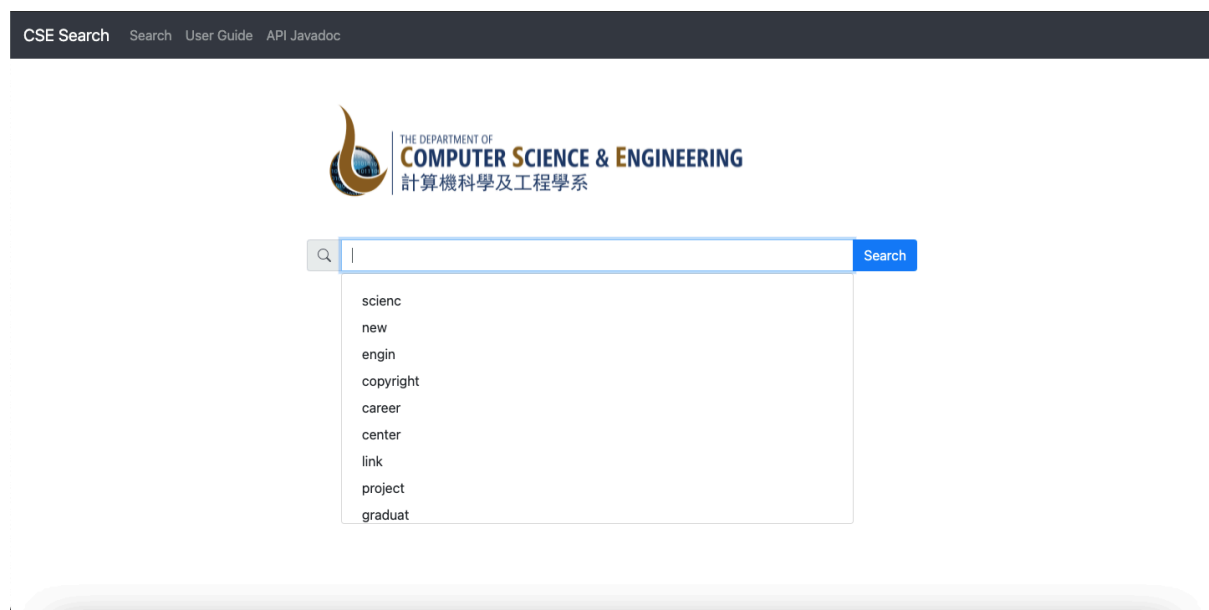 CSE Search Search User Guide API Javadoc
THE DEPARTMENT OF
COMPUTER SCIENCE & ENGINEERING
計算機科學及工程學系
Search
scienc
new
engin
copyright
career
center
link
project
graduat